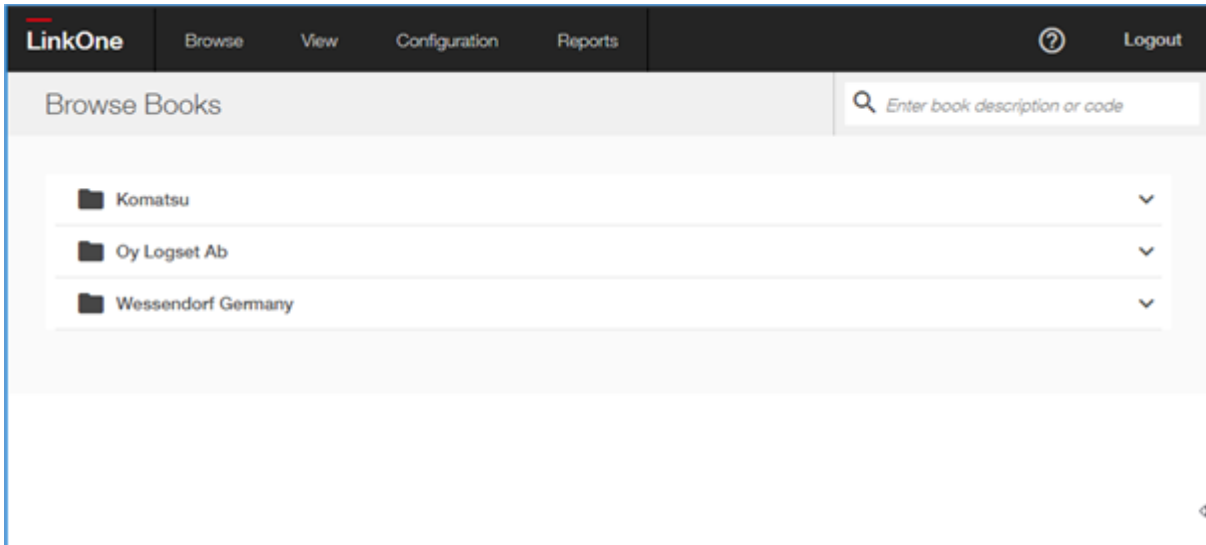 LinkOne Browse View Configuration Reports Logout
Browse Books Enter book description or code
Komatsu
Oy Logset Ab
Wessendorf Germany